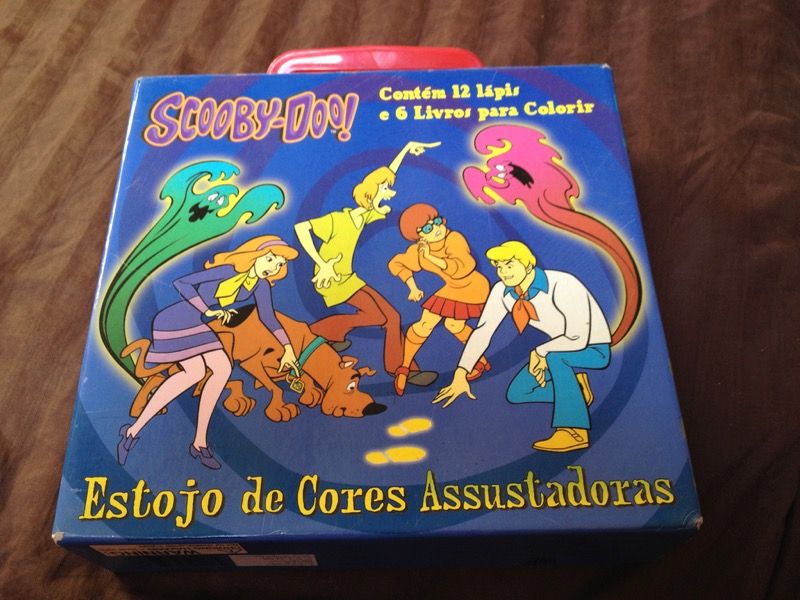 SCOOBY-DOO!
Contém 12 lápis
e 6 Livros para Colorir
Estojo de Cores Assustadoras